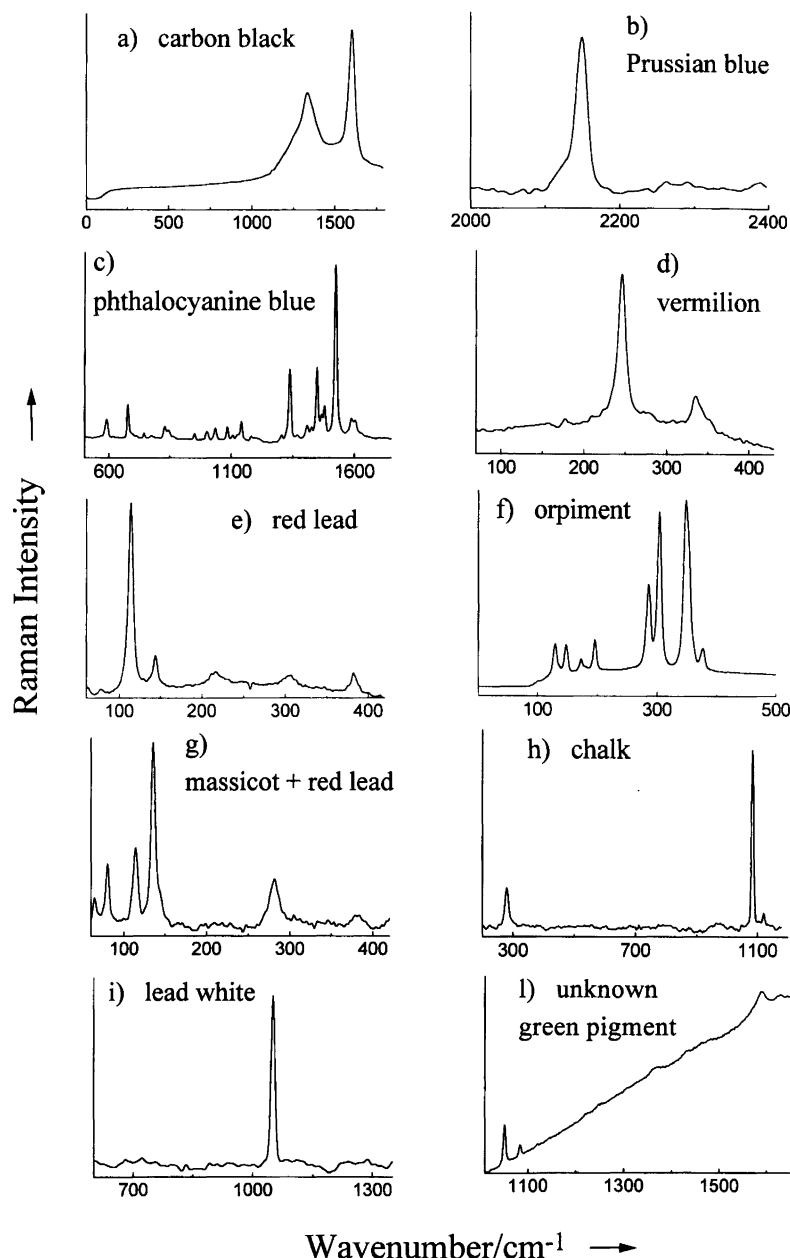 a) carbon black
0 500 1000 1500
b)
Prussian blue
2000 2200 2400
c)
phthalocyanine blue
600 1100 1600
d)
vermilion
100 200 300 400
e) red lead
100 200 300 400
f) orpiment
100 300 500
g)
massicot + red lead
100 200 300 400
h) chalk
300 700 1100
i) lead white
700 1000 1300
l) unknown
green pigment
1100 1300 1500
Raman Intensity
Wavenumber/cm⁻¹